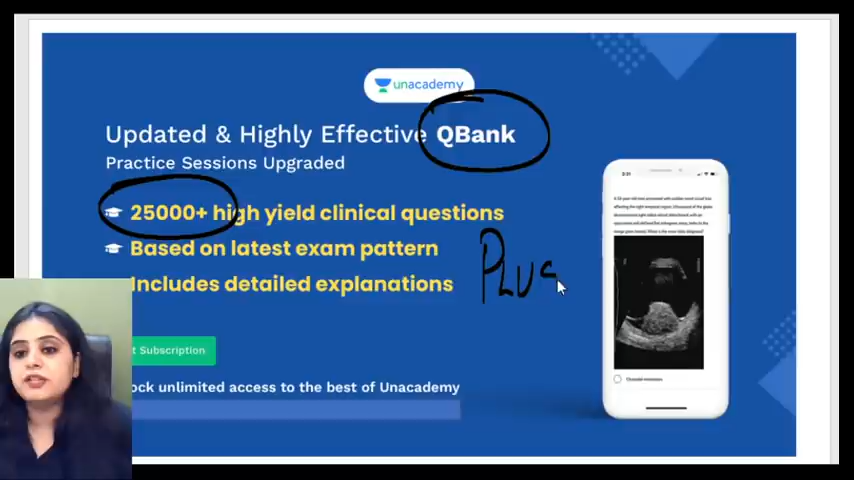 unacademy
Updated & Highly Effective QBank
Practice Sessions Upgraded
25000+ high yield clinical questions
Based on latest exam pattern
Includes detailed explanations
PLUS
Subscription
unlimited access to the best of Unacademy